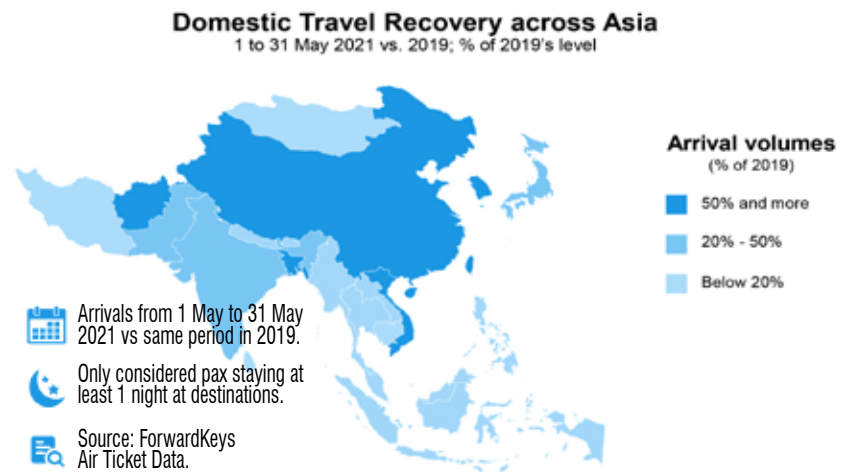 Domestic Travel Recovery across Asia
1 to 31 May 2021 vs. 2019; % of 2019's level
Arrival volumes
(% of 2019)
50% and more
20% - 50%
Below 20%
Arrivals from 1 May to 31 May
2021 vs same period in 2019.
Only considered pax staying at
least 1 night at destinations.
Source: ForwardKeys
Air Ticket Data.